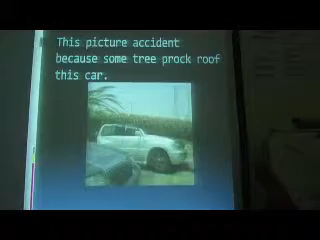 This picture accident
because some tree prock roof
this car.